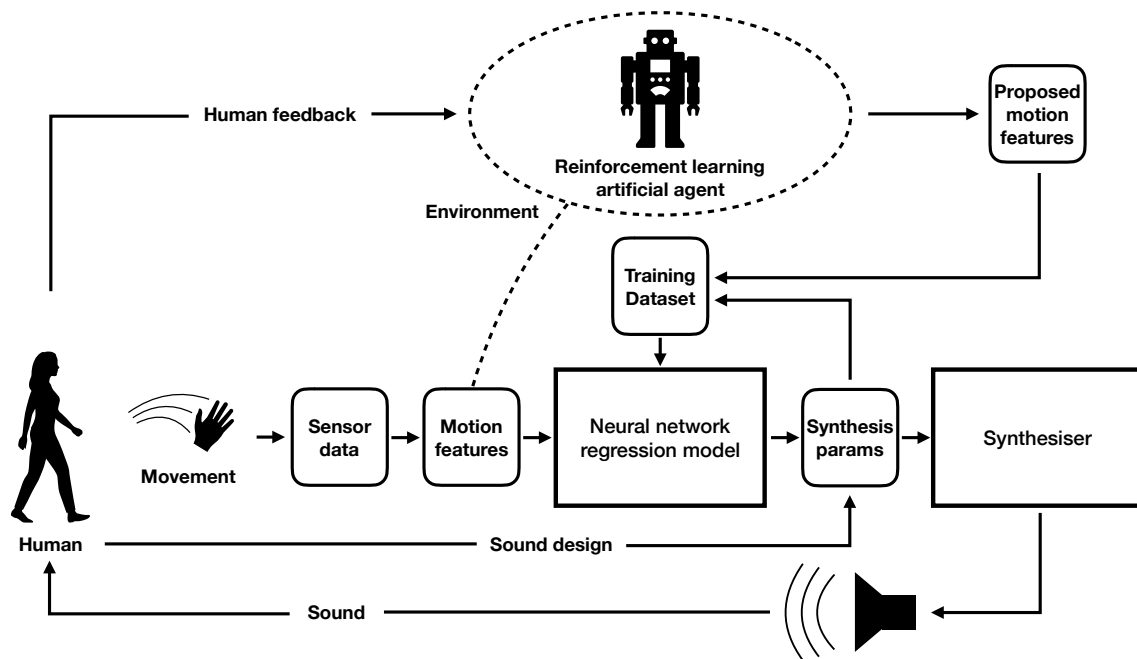 Human feedback
Reinforcement learning
artificial agent
Proposed
motion
features
Environment
Training
Dataset
Movement
Sensor
data
Motion
features
Neural network
regression model
Synthesis
params
Synthesiser
Human
Sound design
Sound